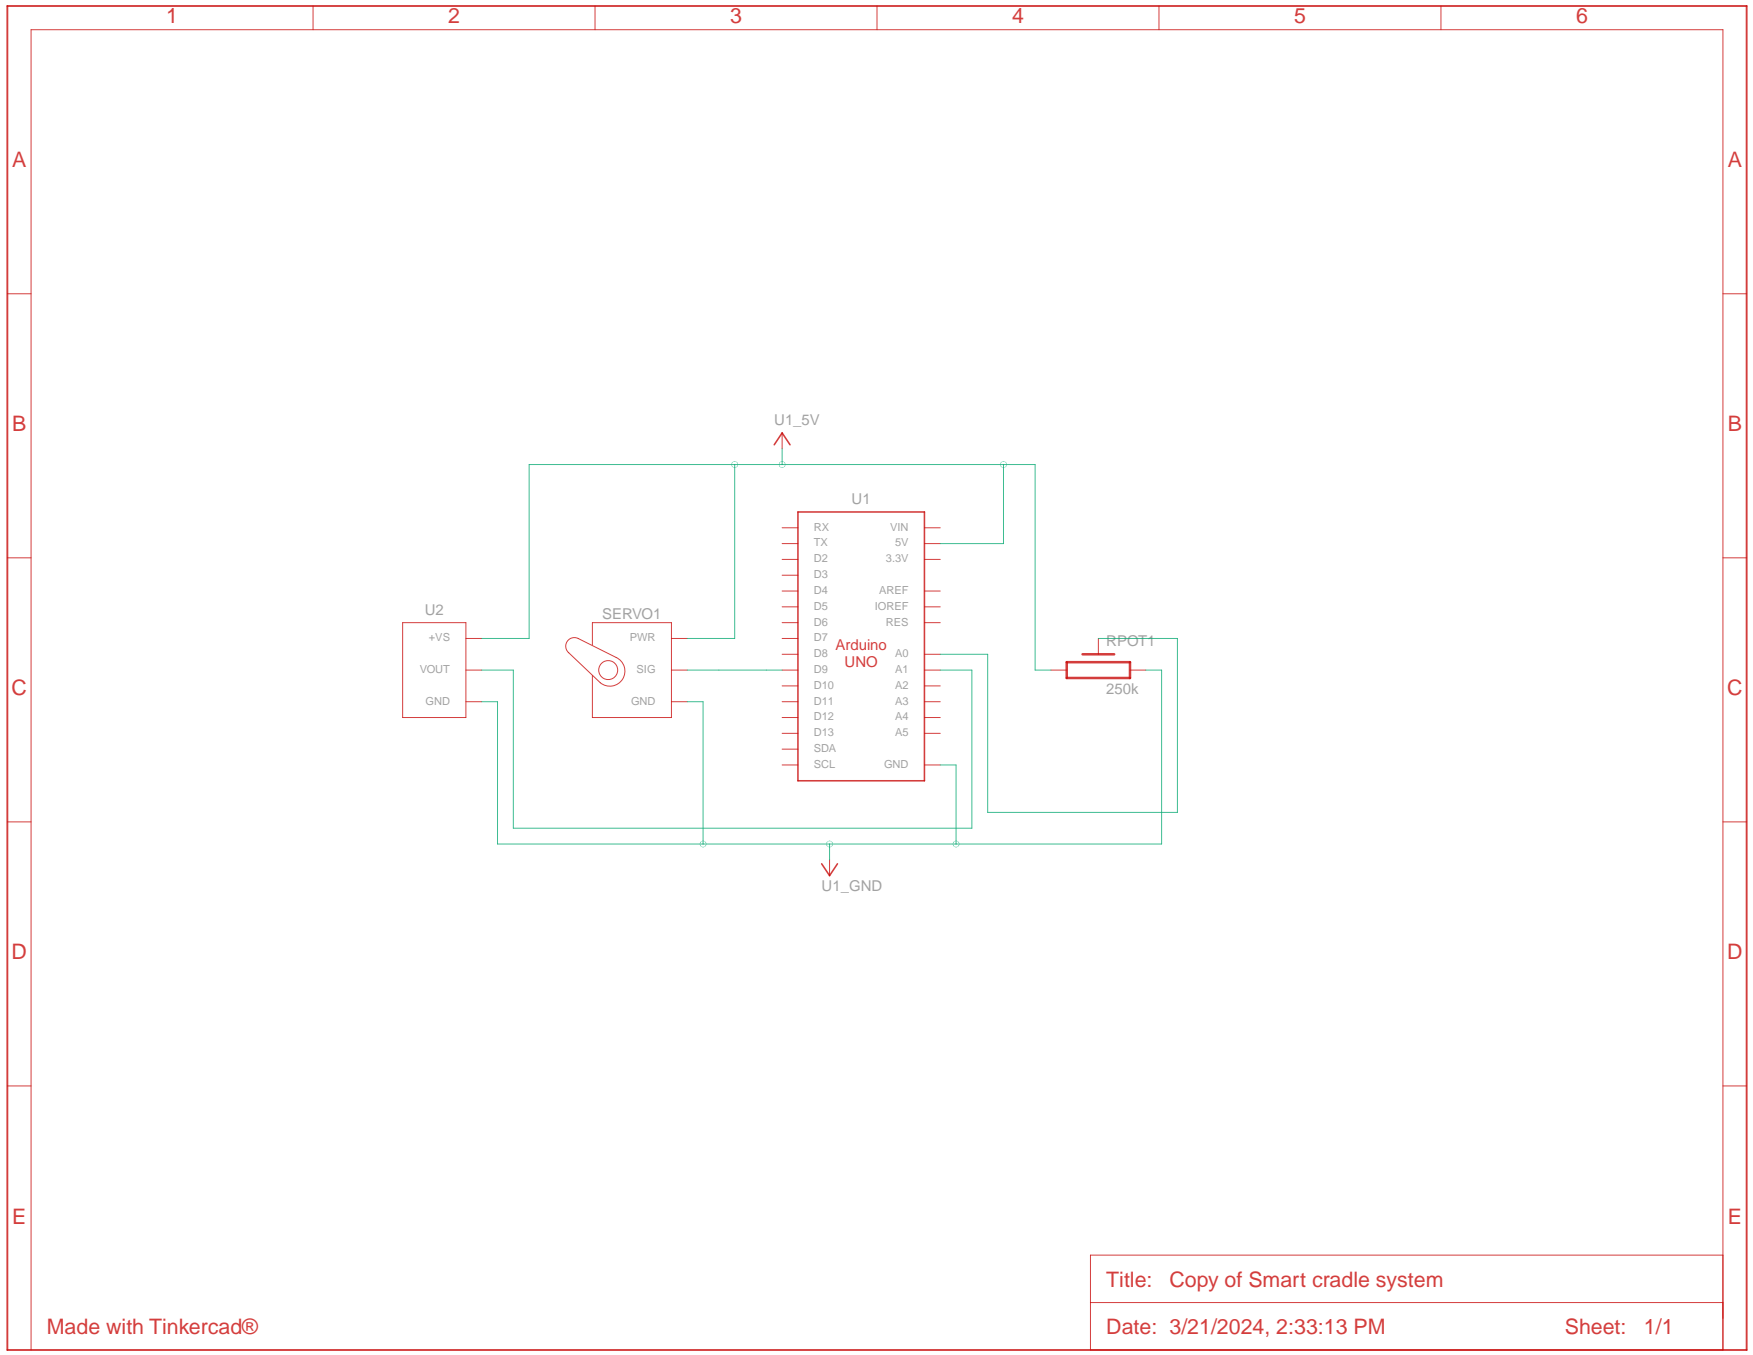 1 2 3 4 5 6
A A
B B
U1_5V
U1
RX VIN
TX 5V
D2 3.3V
D3
D4 AREF
D5 IOREF
D6 RES
U2
SERVO1
+VS PWR D7 RPOT1
Arduino
UNO
D8 A0
VOUT SIG D9 A1
D10 A2
250k
C C
GND GND D11 A3
D12 A4
D13 A5
SDA
SCL GND
U1_GND
D D
E E
Title: Copy of Smart cradle system
Made with Tinkercad®
Date: 3/21/2024, 2:33:13 PM Sheet: 1/1